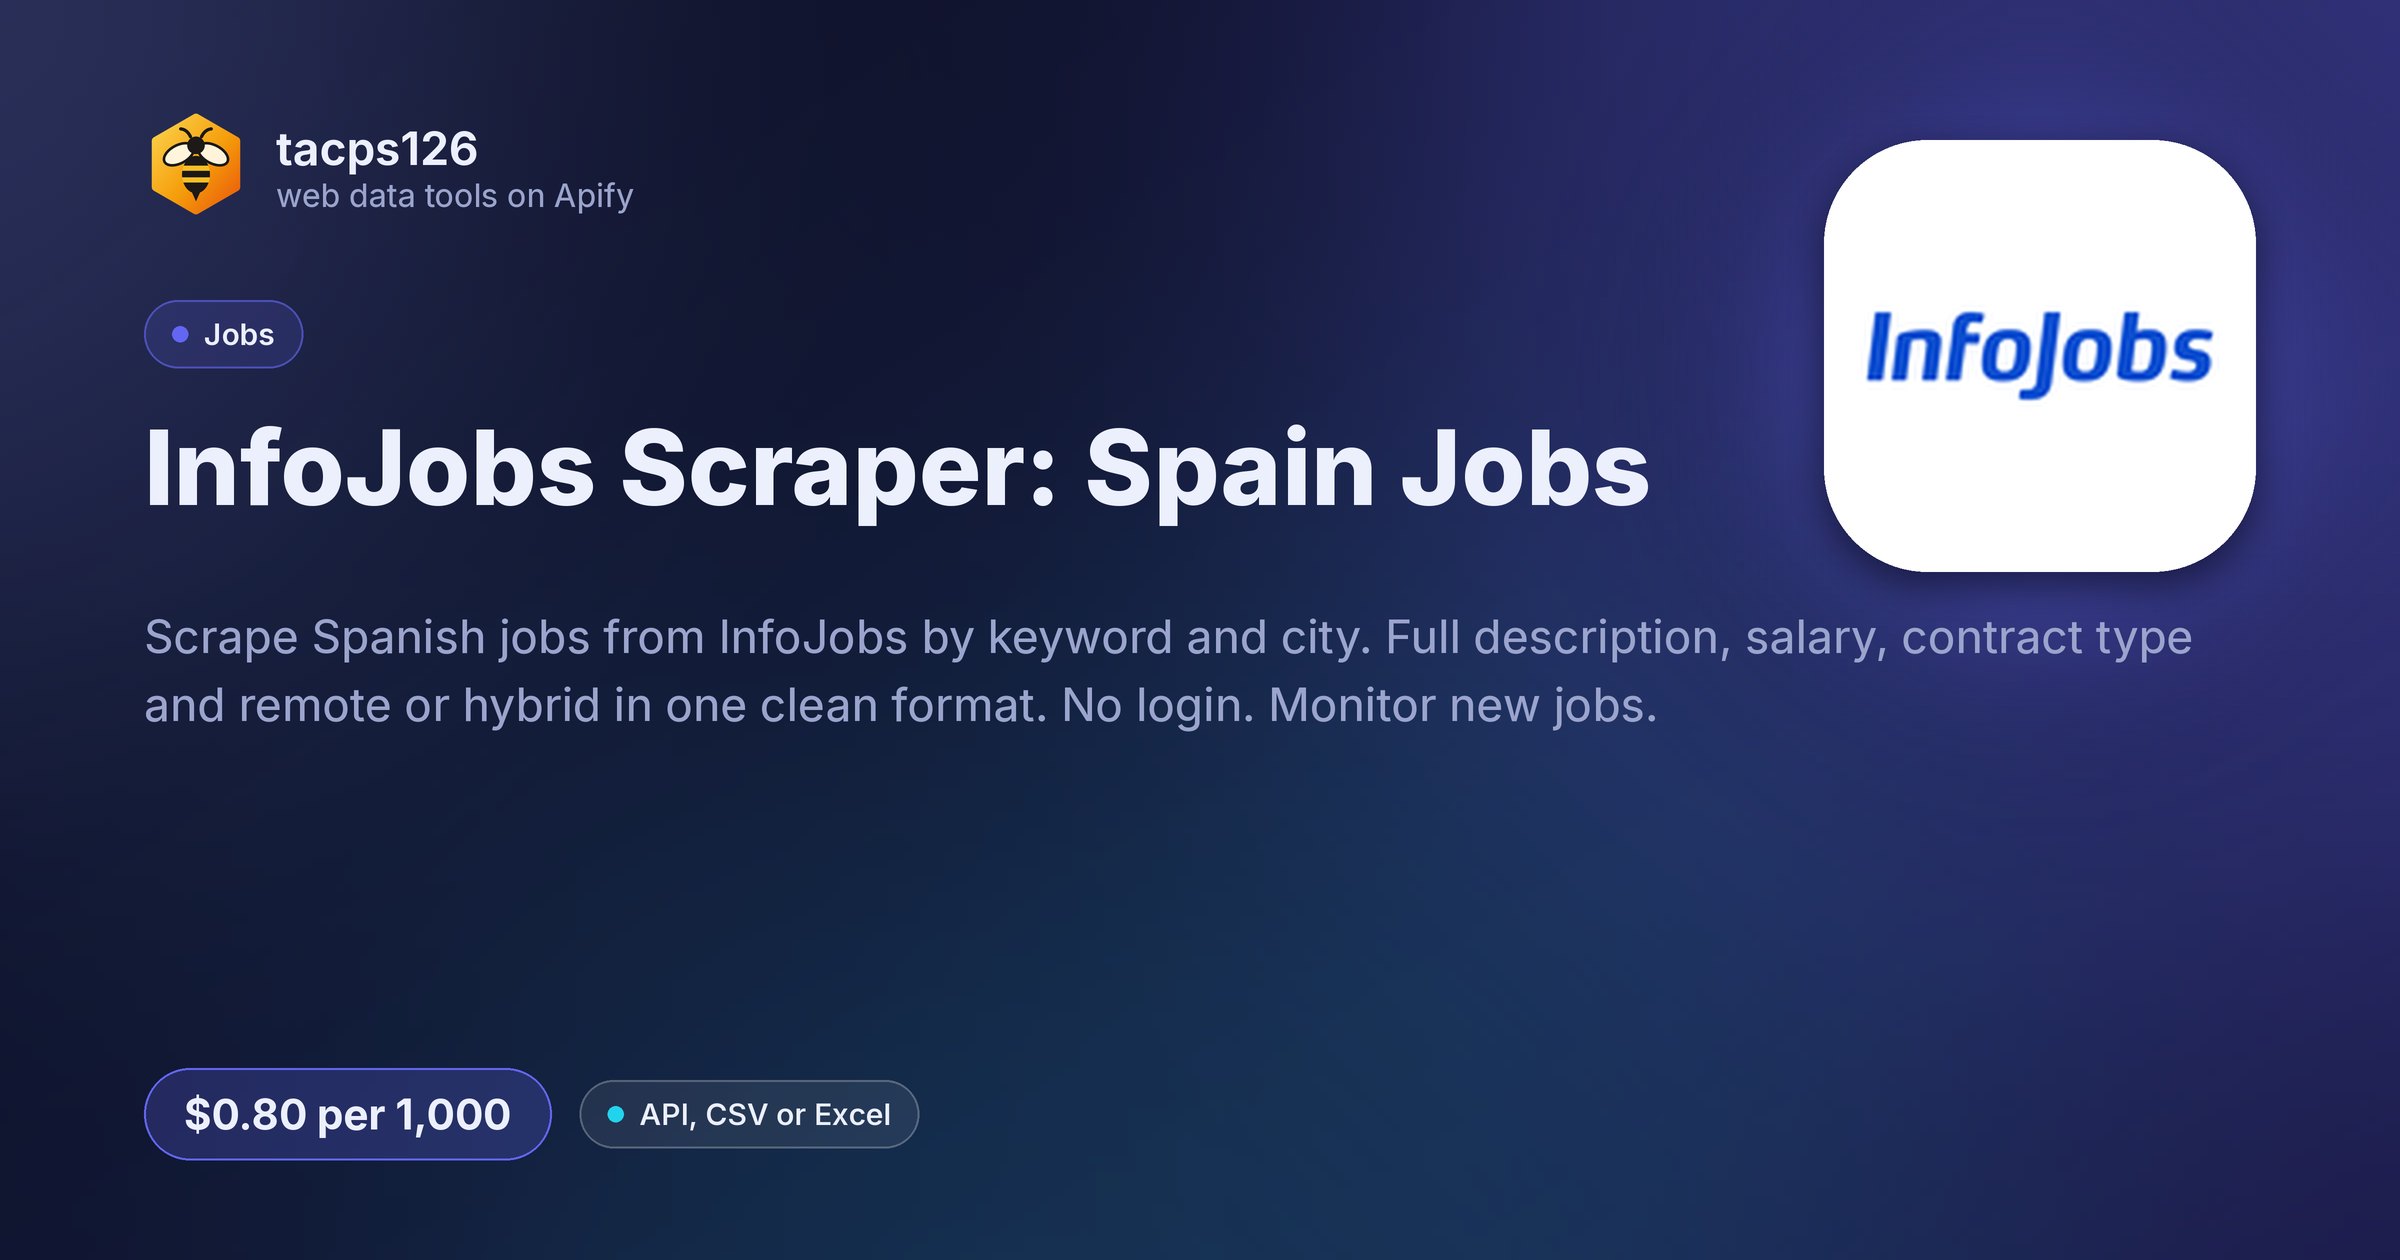 tacps126
web data tools on Apify
Jobs
InfoJobs
InfoJobs Scraper: Spain Jobs
Scrape Spanish jobs from InfoJobs by keyword and city. Full description, salary, contract type
and remote or hybrid in one clean format. No login. Monitor new jobs.
$0.80 per 1,000
API, CSV or Excel